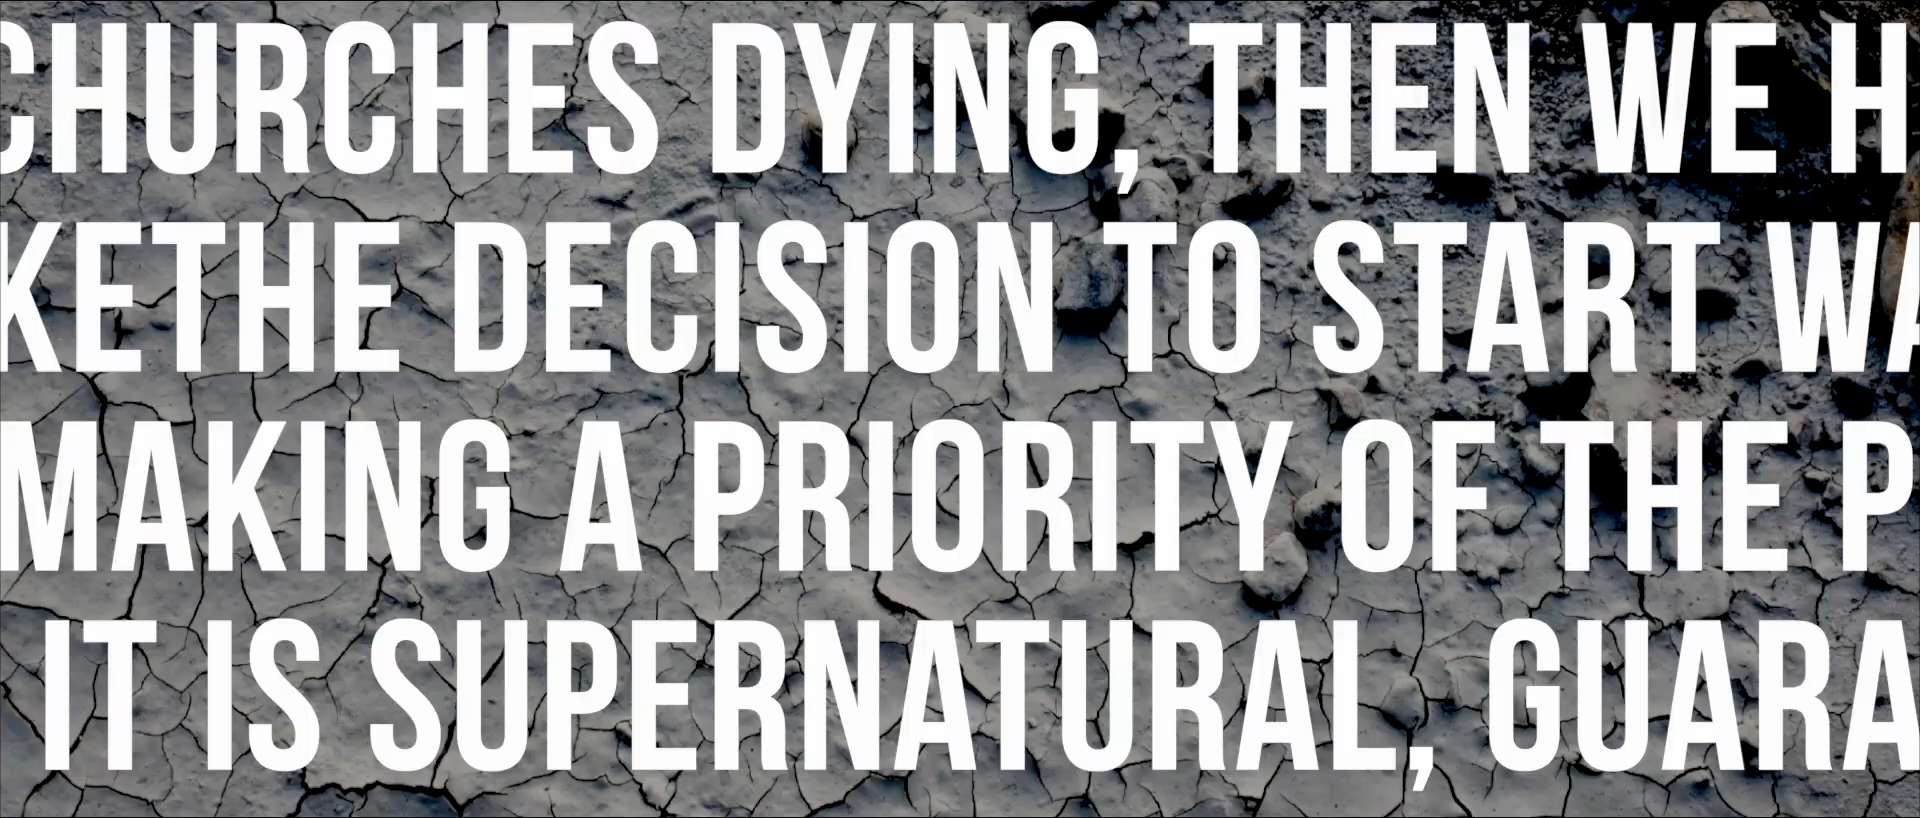 CHURCHES DYING, THEN WE H
KETHE DECISION TO START WA
MAKING A PRIORITY OF THE P
IT IS SUPERNATURAL, GUARA